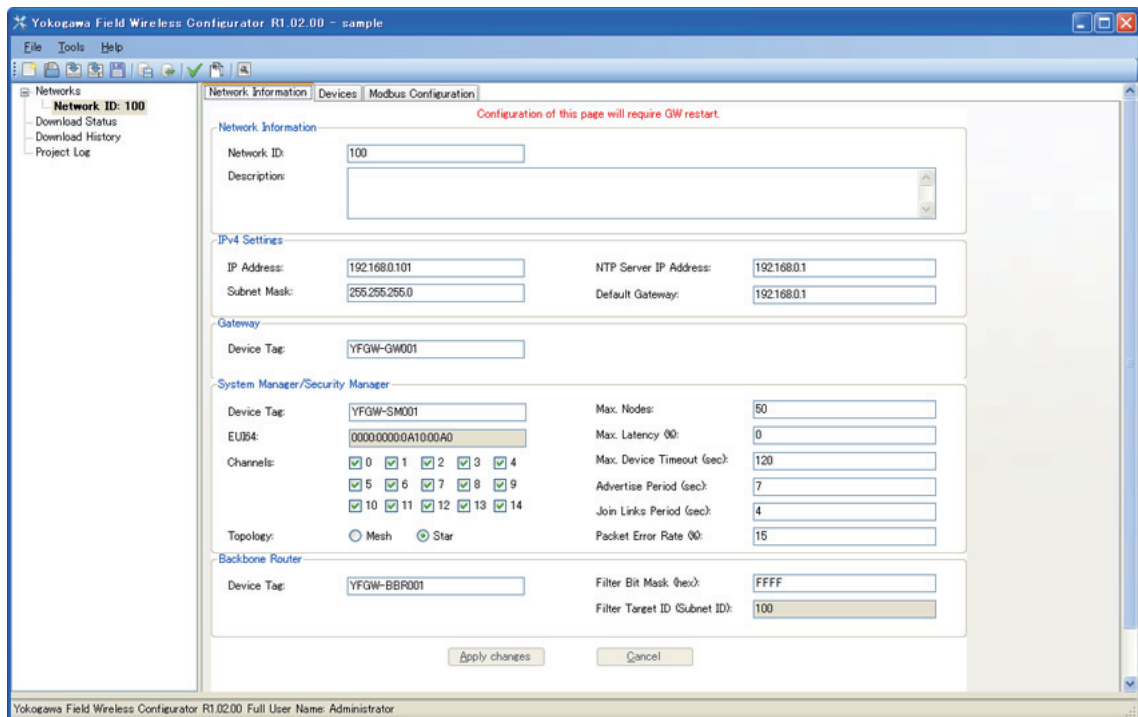 Yokogawa Field Wireless Configurator R1.02.00 - sample
File Tools Help
Networks
Network ID: 100
Download Status
Download History
Project Log
Network Information Devices Modbus Configuration
Configuration of this page will require GW restart.
Network Information
Network ID: 100
Description:
IPv4 Settings
IP Address: 192.168.0.101 NTP Server IP Address: 192.168.0.1
Subnet Mask: 255.255.255.0 Default Gateway: 192.168.0.1
Gateway
Device Tag: YFGW-GW001
System Manager/Security Manager
Device Tag: YFGW-SM001 Max. Nodes: 50
EUI64: 0000:0000:0A10:00A0 Max. Latency (%): 0
Channels: 0 1 2 3 4 Max. Device Timeout (sec): 120
5 6 7 8 9 Advertise Period (sec): 7
10 11 12 13 14 Join Links Period (sec): 4
Topology: Mesh Star Packet Error Rate (%): 15
Backbone Router
Device Tag: YFGW-BBR001 Filter Bit Mask (hex): FFFF
Filter Target ID (Subnet ID): 100
Apply changes Cancel
Yokogawa Field Wireless Configurator R1.02.00 Full User Name: Administrator